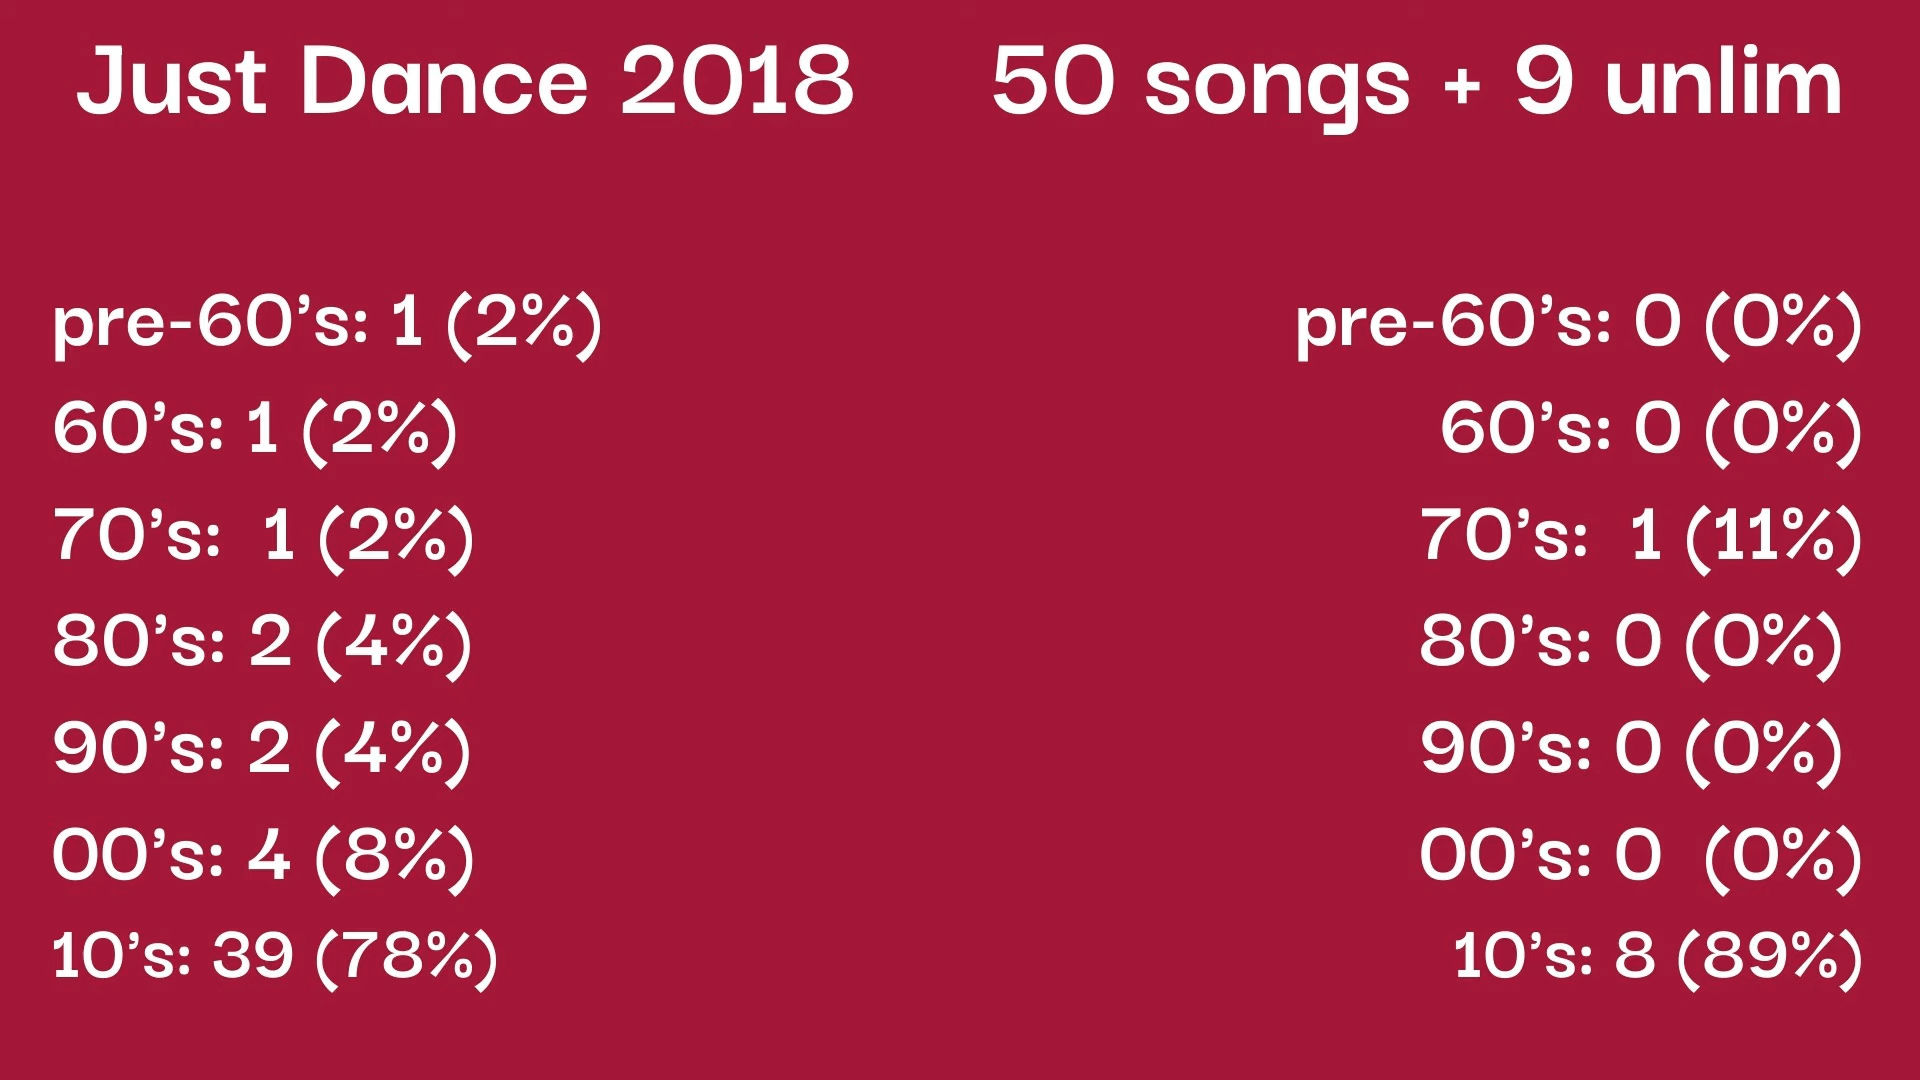 Just Dance 2018
50 songs + 9 unlim
pre-60’s: 1 (2%)
60’s: 1 (2%)
70’s:  1 (2%)
80’s: 2 (4%)
90’s: 2 (4%)
00’s: 4 (8%)
10’s: 39 (78%)
pre-60’s: 0 (0%)
60’s: 0 (0%)
70’s:  1 (11%)
80’s: 0 (0%)
90’s: 0 (0%)
00’s: 0  (0%)
10’s: 8 (89%)